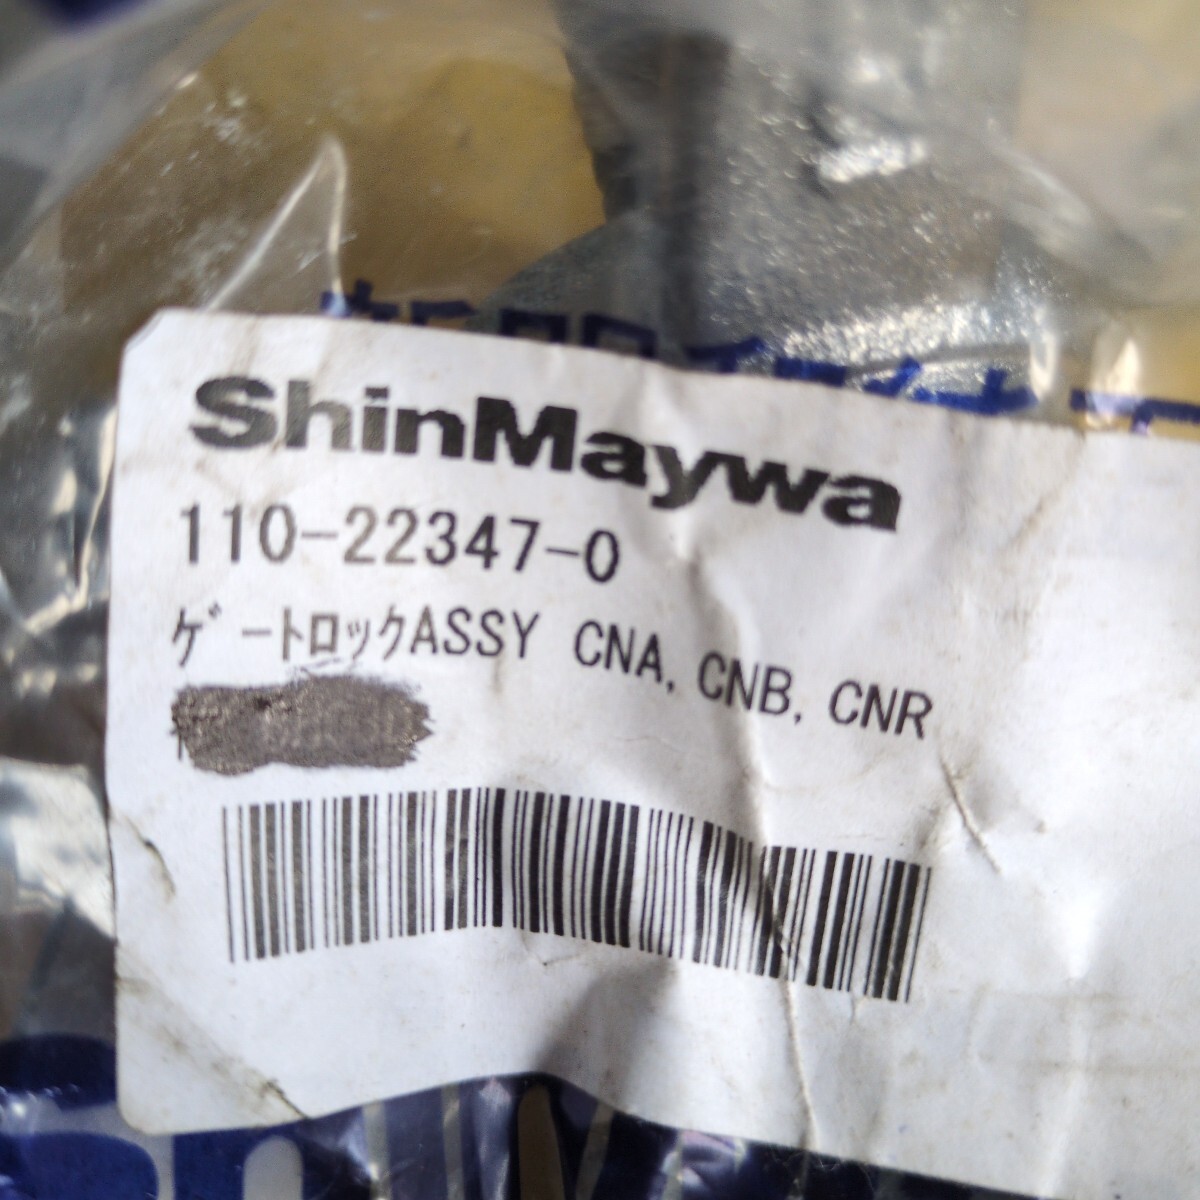 ShinMaywa
110-22347-0
ｹﾞｰﾄﾛｯｸASSY CNA, CNB, CNR